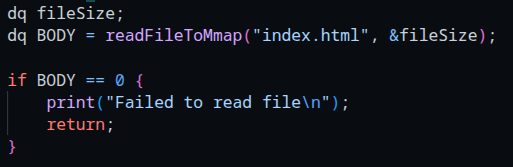 dq fileSize;
dq BODY = readFileToMmap("index.html", &fileSize);
if BODY == 0 {
    print("Failed to read file\n");
    return;
}